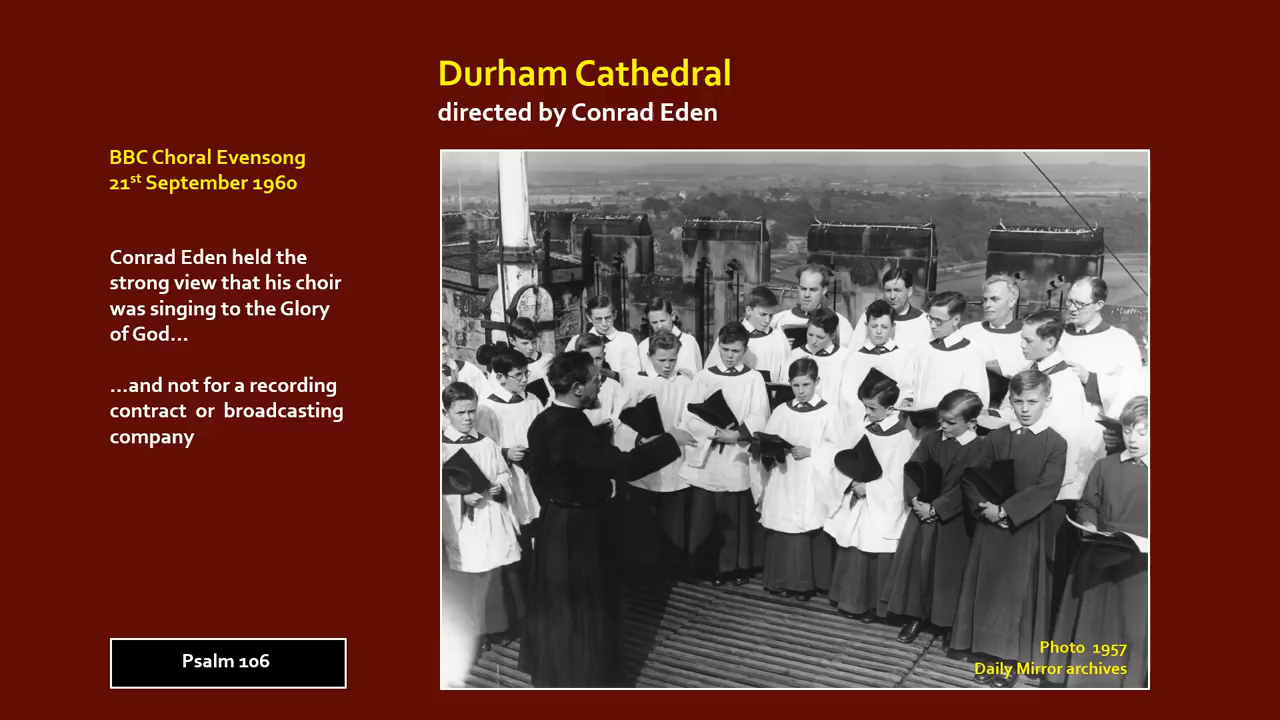 Durham Cathedral
directed by Conrad Eden
BBC Choral Evensong
21st September 1960
Conrad Eden held the
strong view that his choir
was singing to the Glory
of God...
...and not for a recording
contract or broadcasting
company
Psalm 106
Photo 1957
Daily Mirror archives